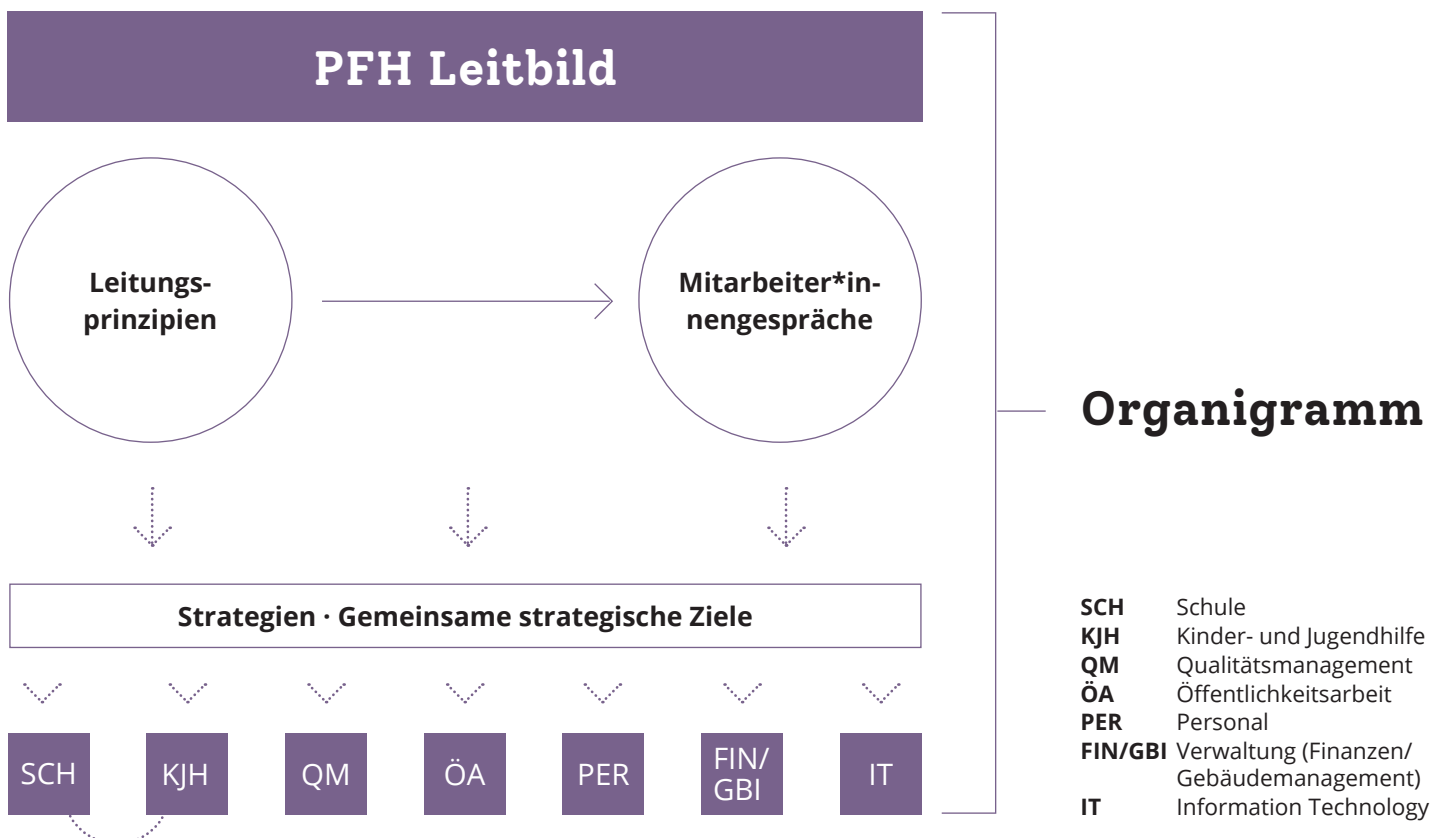 PFH Leitbild
Leitungs-
prinzipien
Mitarbeiter*in-
nengespräche
Organigramm
Strategien · Gemeinsame strategische Ziele
SCH
KJH
QM
ÖA
PER
FIN/
GBI
IT
SCH Schule
KJH Kinder- und Jugendhilfe
QM Qualitätsmanagement
ÖA Öffentlichkeitsarbeit
PER Personal
FIN/GBI Verwaltung (Finanzen/
Gebäudemanagement)
IT Information Technology